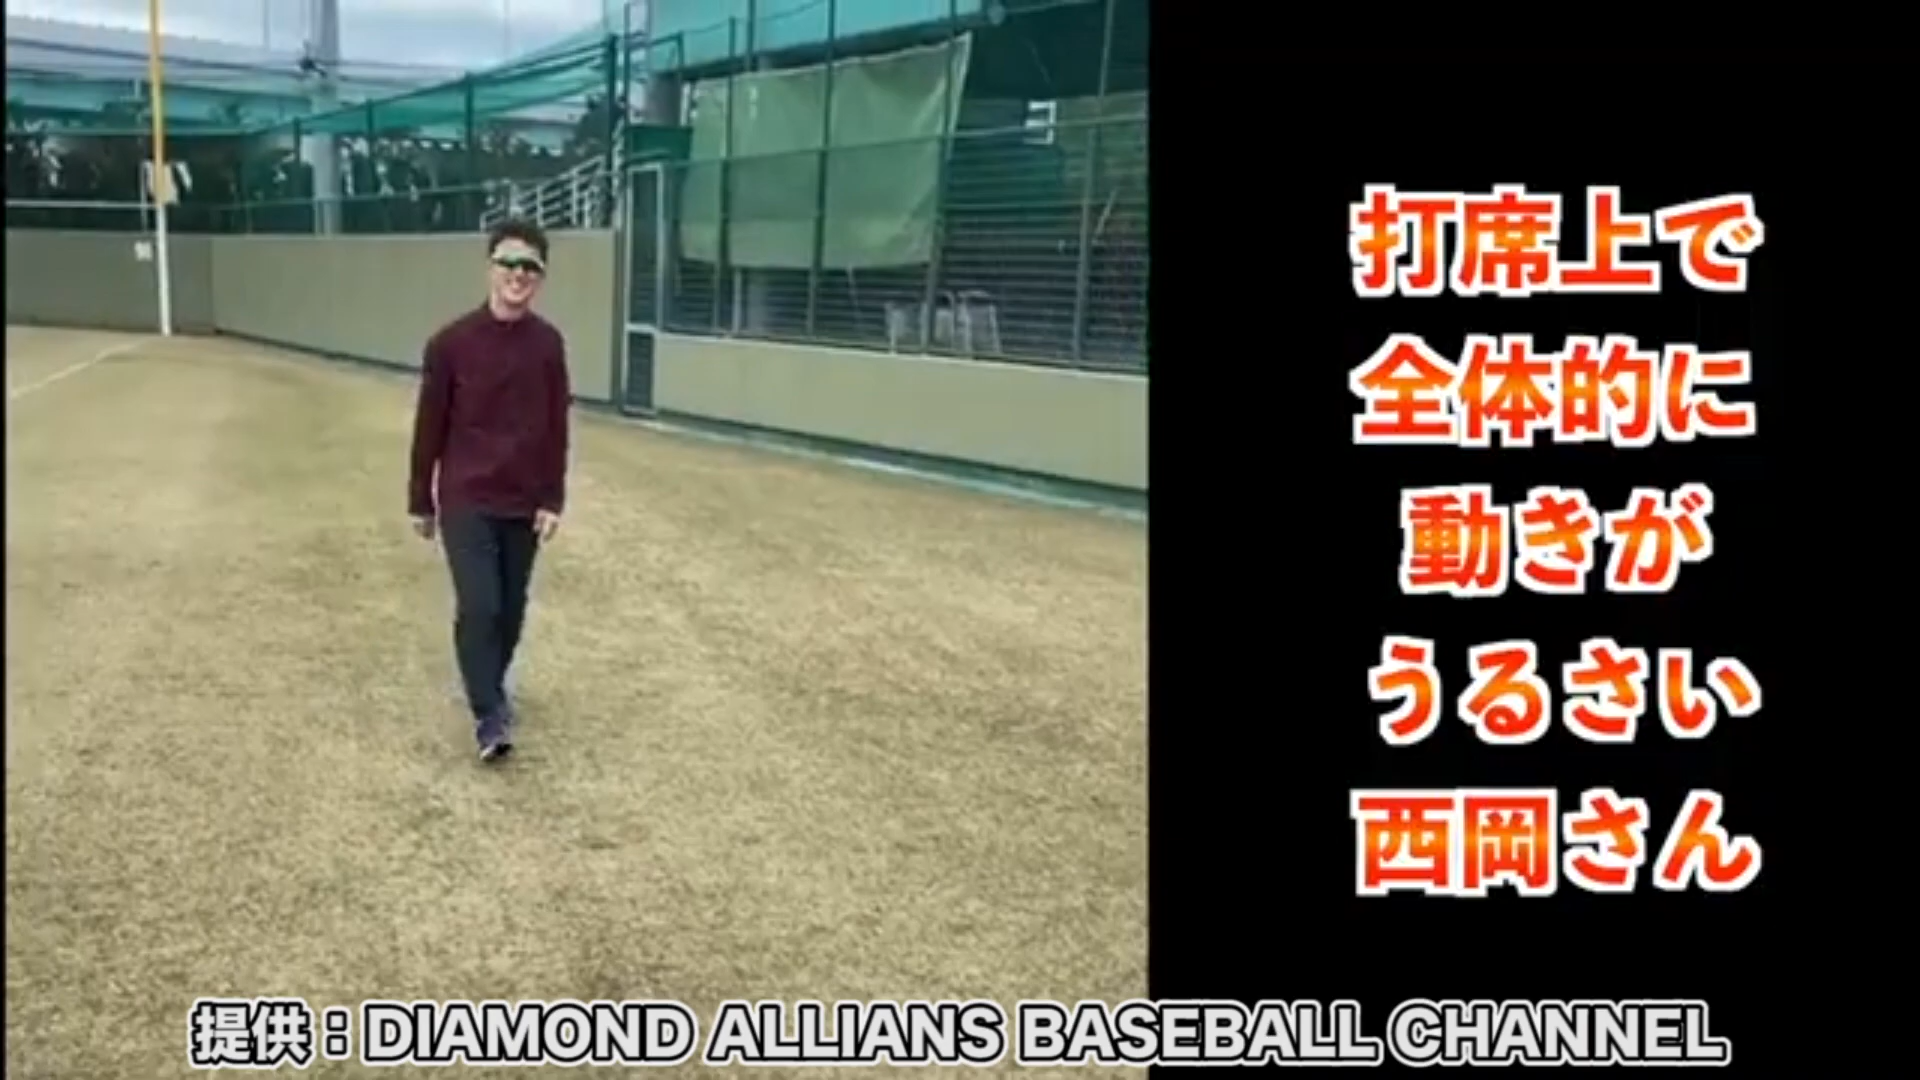 打席上で
全体的に
動きが
うるさい
西岡さん
提供：DIAMOND ALLIANS BASEBALL CHANNEL